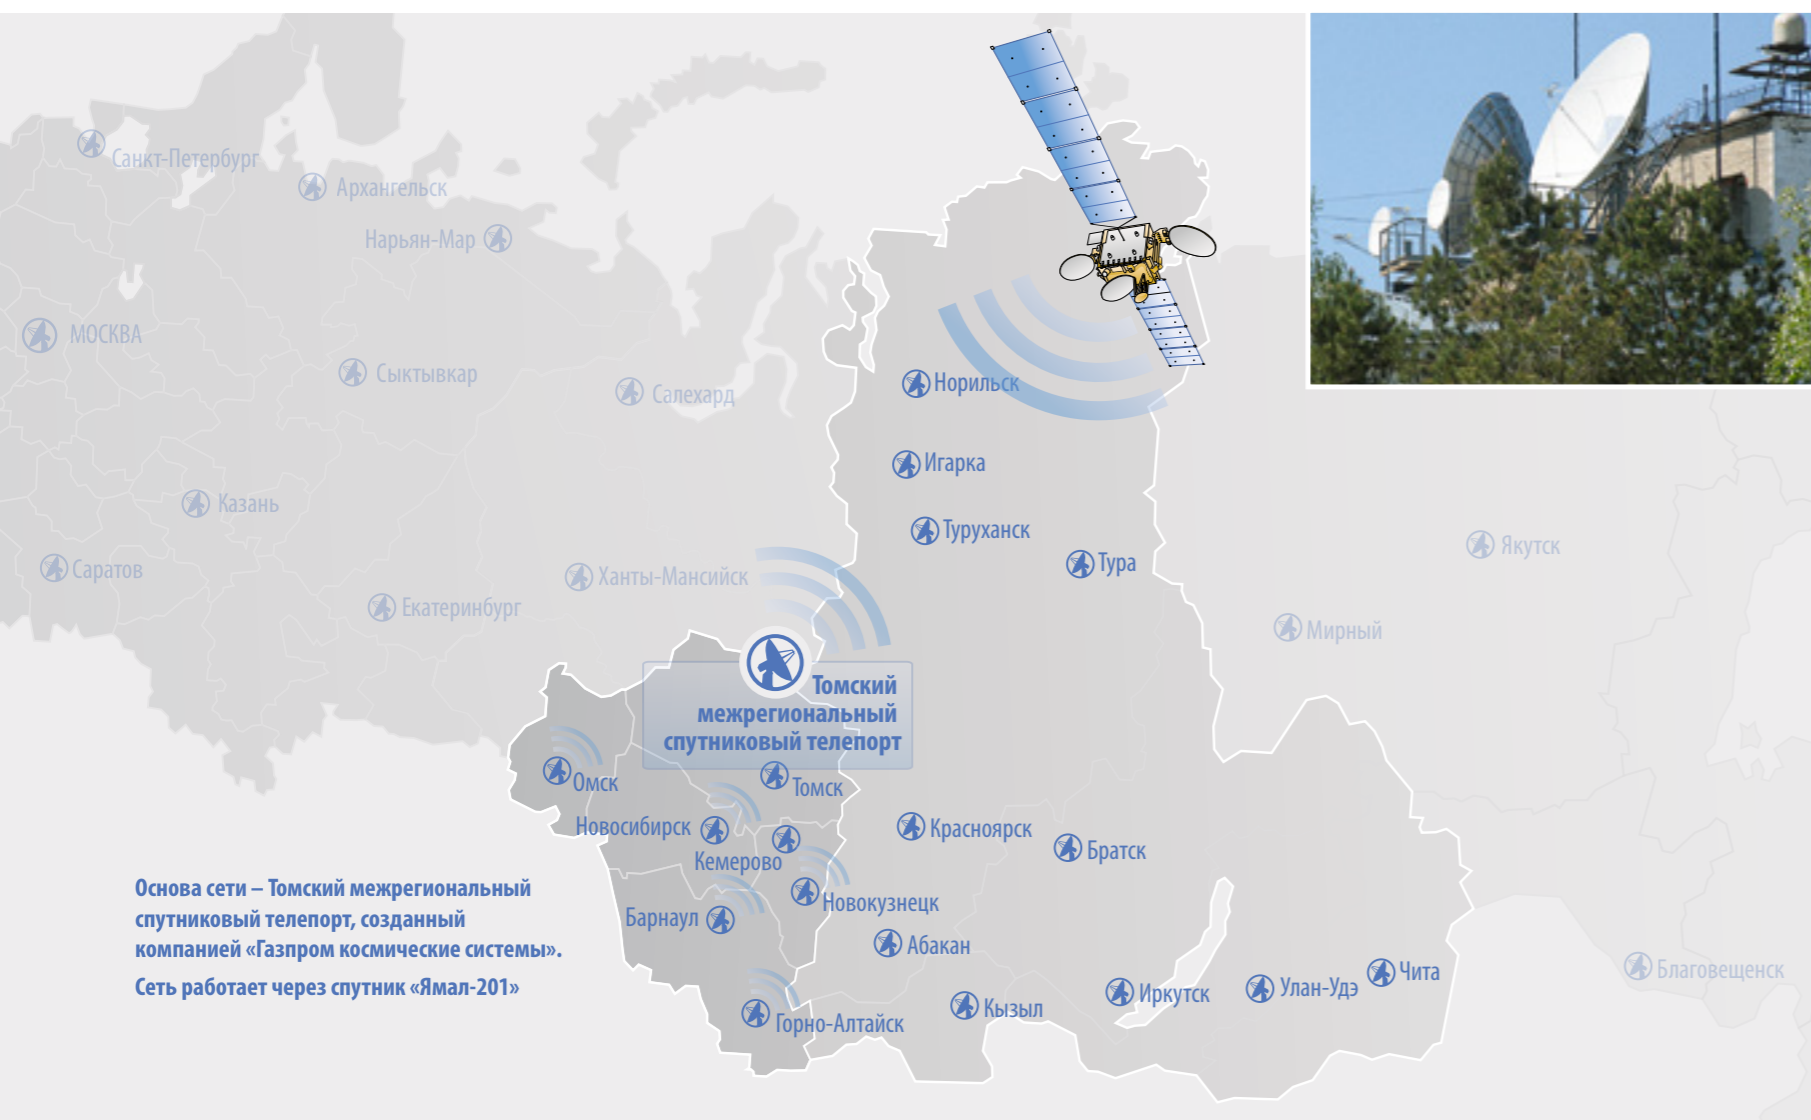 Санкт-Петербург
Архангельск
Нарьян-Мар
МОСКВА
Сыктывкар
Салехард
Норильск
Игарка
Казань
Туруханск
Якутск
Тура
Саратов
Ханты-Мансийск
Екатеринбург
Мирный
Томский
межрегиональный
спутниковый телепорт
Омск
Томск
Новосибирск
Красноярск
Братск
Кемерово
Новокузнецк
Барнаул
Абакан
Основа сети – Томский межрегиональный
спутниковый телепорт, созданный
компанией «Газпром космические системы».
Сеть работает через спутник «Ямал-201»
Чита
Благовещенск
Улан-Удэ
Иркутск
Кызыл
Горно-Алтайск